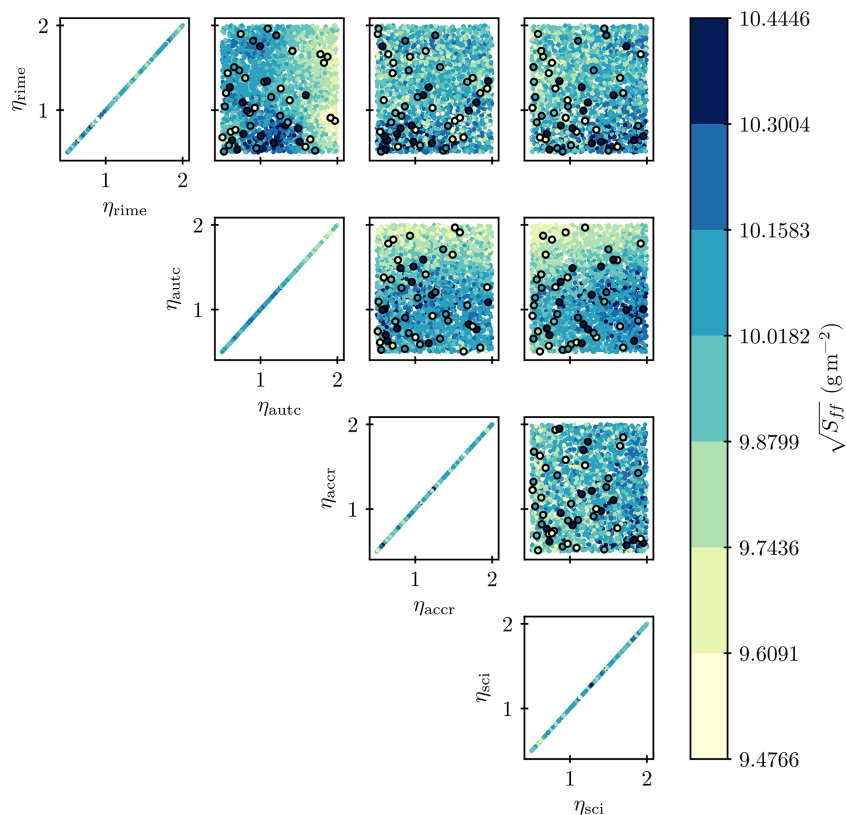 2
1
η_rime
1 2
η_rime
2
1
η_autc
1 2
η_autc
2
1
η_accr
1 2
η_accr
2
1
η_sci
1 2
η_sci
10.4446
10.3004
10.1583
10.0182
9.8799
9.7436
9.6091
9.4766
√S_ff (g m⁻²)